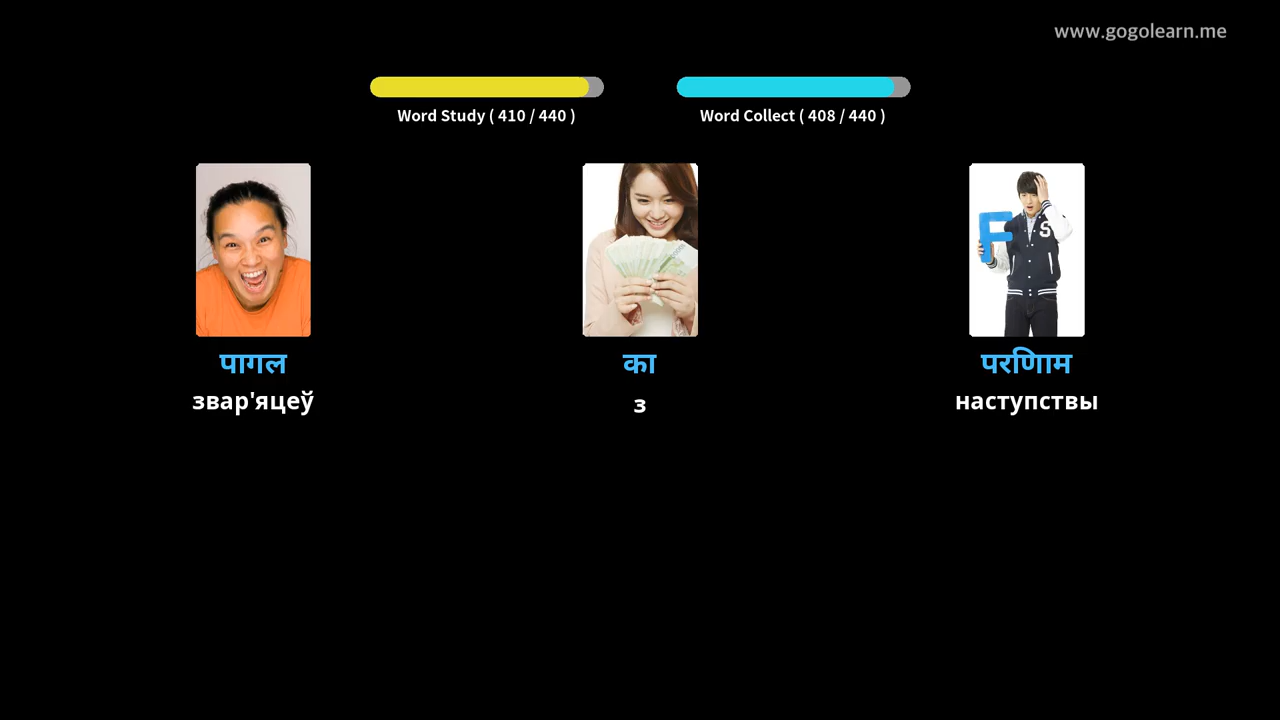 www.gogolearn.me
Word Study ( 410 / 440 )
Word Collect ( 408 / 440 )
F
S
पागल
का
परिणाम
звар'яцеў
з
наступствы